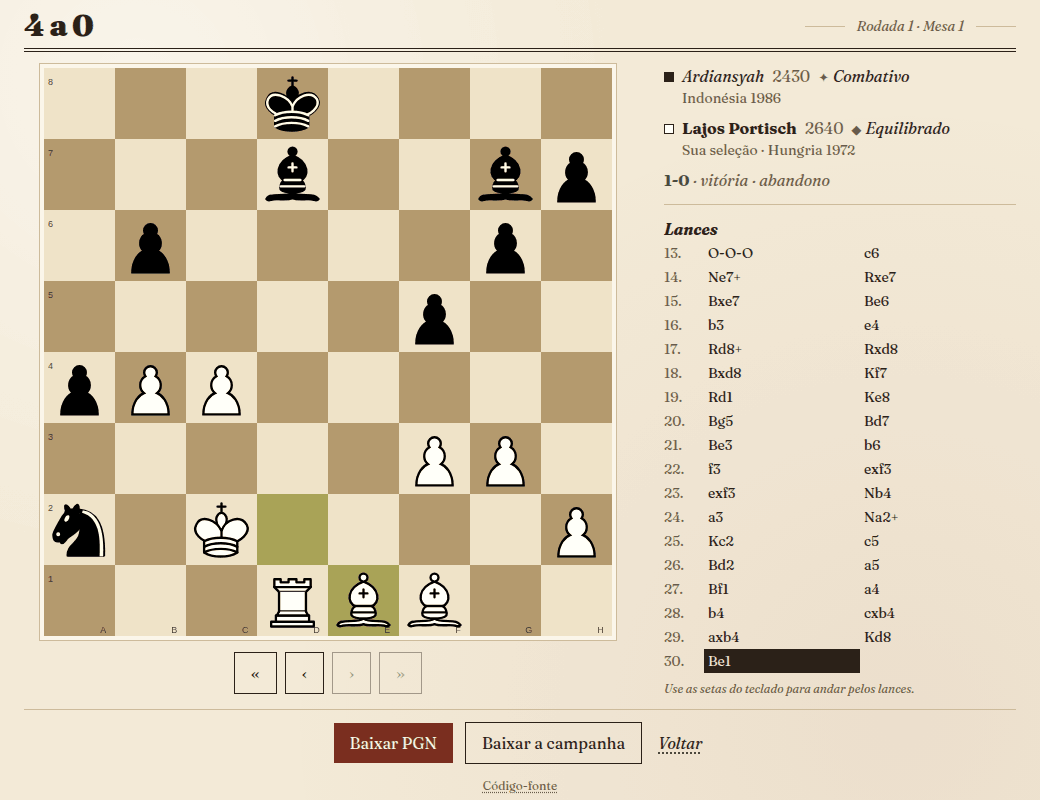 4a0
Rodada 1 · Mesa 1
8
7
6
5
4
3
2
1
A B C D E F G H
« ‹ › »
Ardiansyah 2430 ✦ Combativo
Indonésia 1986
Lajos Portisch 2640 ◆ Equilibrado
Sua seleção · Hungria 1972
1-0 · vitória · abandono
Lances
13. O-O-O c6
14. Ne7+ Rxe7
15. Bxe7 Be6
16. b3 e4
17. Rd8+ Rxd8
18. Bxd8 Kf7
19. Rd1 Ke8
20. Bg5 Bd7
21. Be3 b6
22. f3 exf3
23. exf3 Nb4
24. a3 Na2+
25. Kc2 c5
26. Bd2 a5
27. Bf1 a4
28. b4 cxb4
29. axb4 Kd8
30. Be1
Use as setas do teclado para andar pelos lances.
Baixar PGN Baixar a campanha Voltar
Código-fonte